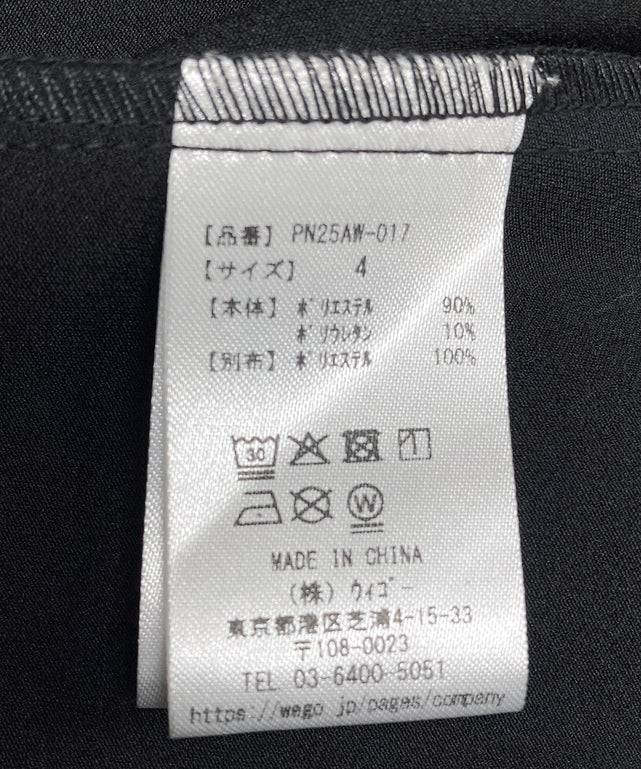 【品番】 PN25AW-017
【サイズ】 4
【本体】 ﾎﾟﾘｴｽﾃﾙ 90%
ﾎﾟﾘｳﾚﾀﾝ 10%
【別布】 ﾎﾟﾘｴｽﾃﾙ 100%
30
W
MADE IN CHINA
(株) ｳｨｺﾞｰ
東京都港区芝浦4-15-33
〒108-0023
TEL 03-6400-5051
https://wego.jp/pages/company